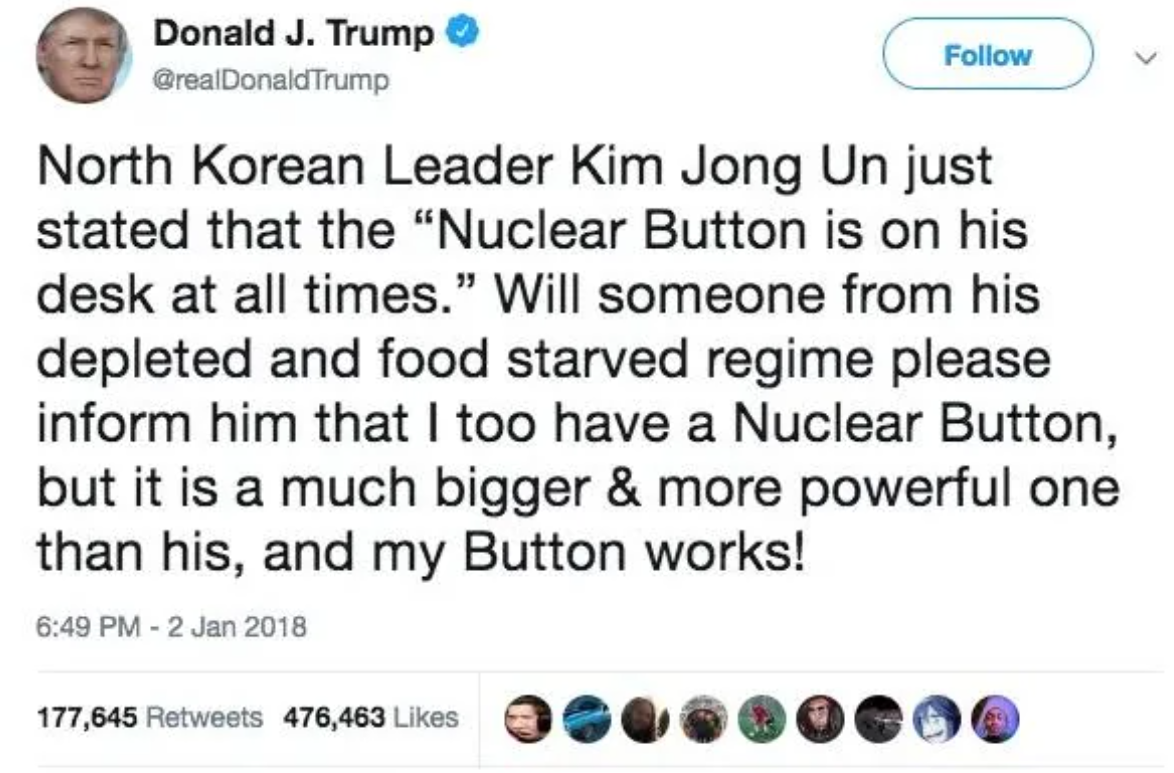 Donald J. Trump
@realDonaldTrump
Follow
North Korean Leader Kim Jong Un just
stated that the “Nuclear Button is on his
desk at all times.” Will someone from his
depleted and food starved regime please
inform him that I too have a Nuclear Button,
but it is a much bigger & more powerful one
than his, and my Button works!
6:49 PM - 2 Jan 2018
177,645 Retweets 476,463 Likes